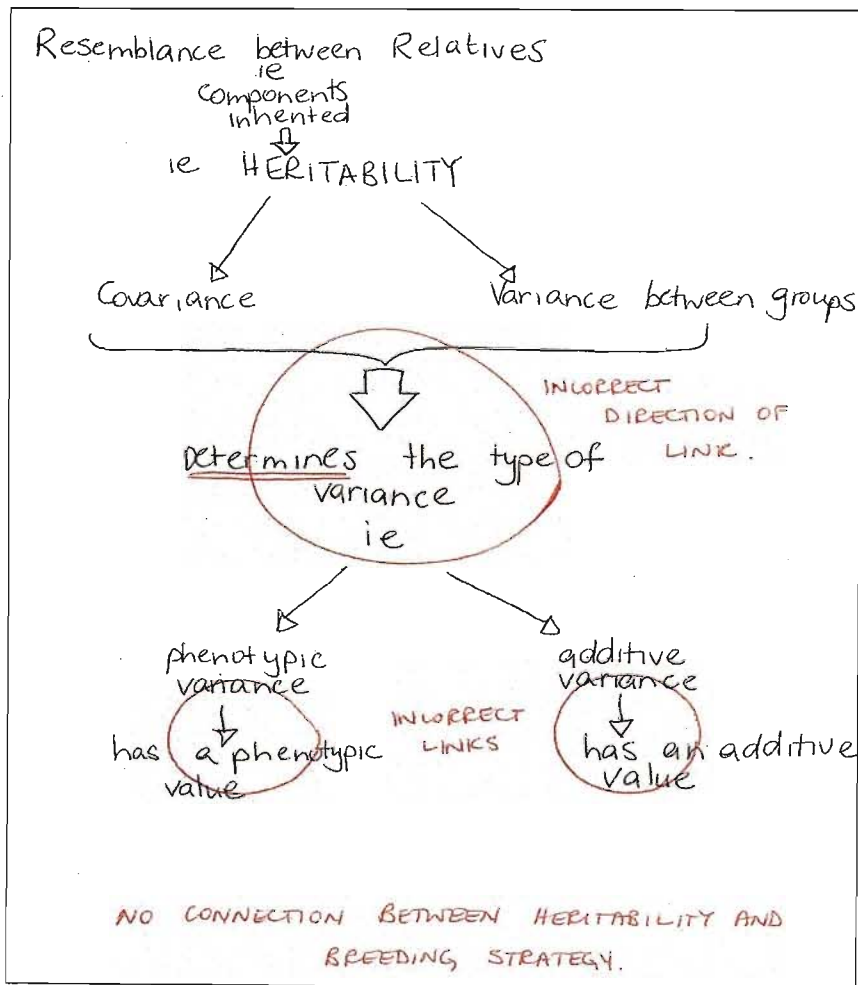 Resemblance between Relatives
ie
components
inherited
ie HERITABILITY
Covariance
Variance between groups
INCORRECT
DIRECTION OF
LINK.
Determines the type of
variance
ie
phenotypic
variance
has a phenotypic
value
INCORRECT
LINKS
additive
variance
has an additive
value
NO CONNECTION BETWEEN HERITABILITY AND
BREEDING STRATEGY.